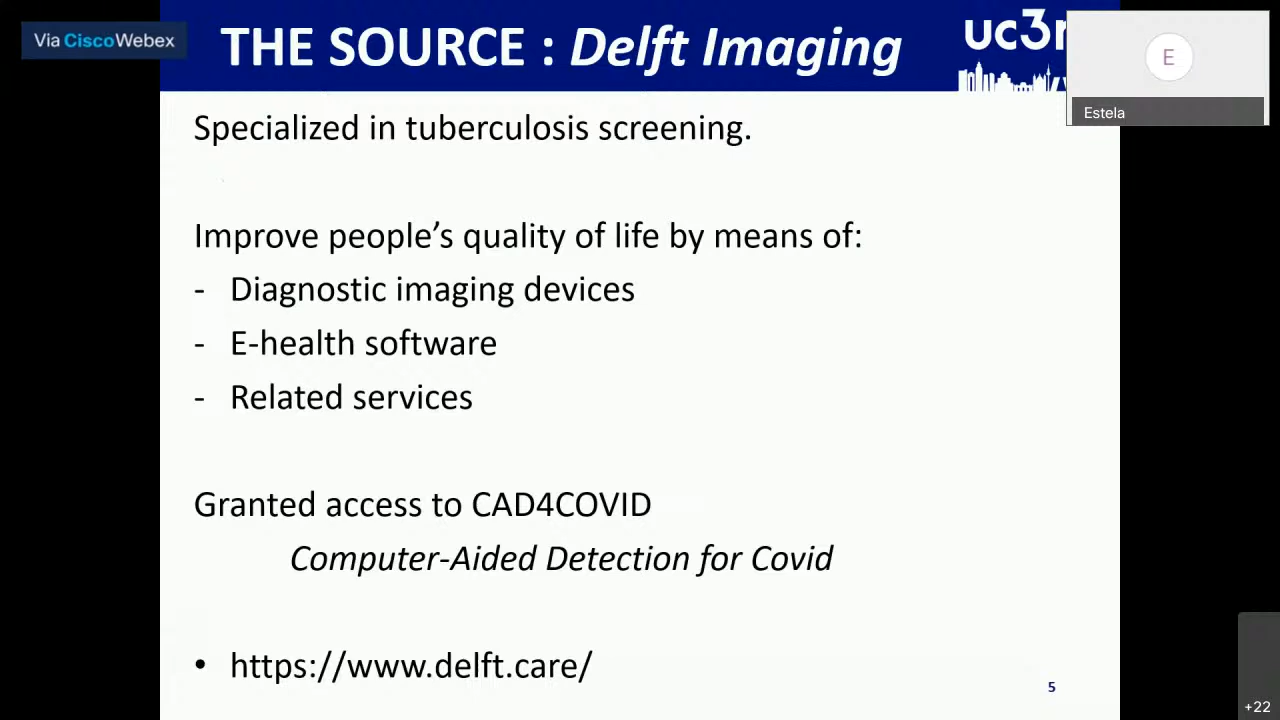 Via Cisco Webex
THE SOURCE : Delft Imaging
E
Estela
Specialized in tuberculosis screening.
Improve people’s quality of life by means of:
- Diagnostic imaging devices
- E-health software
- Related services
Granted access to CAD4COVID
Computer-Aided Detection for Covid
• https://www.delft.care/
5
+22